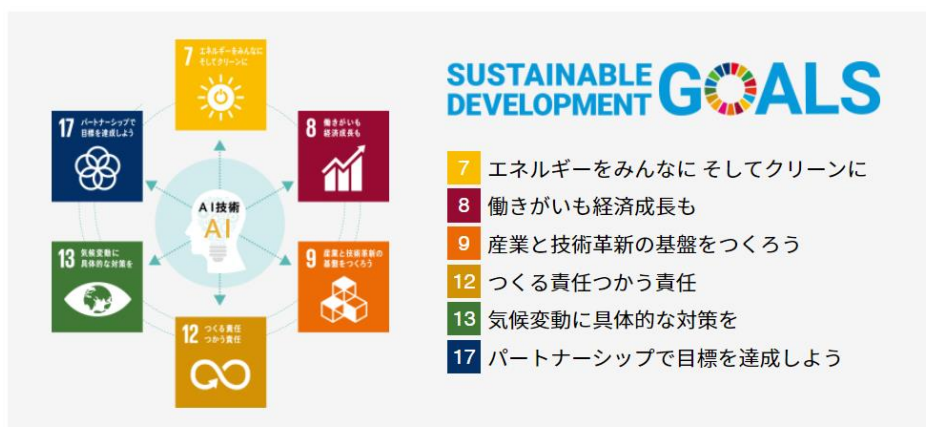 7 エネルギーをみんなに
そしてクリーンに
17 パートナーシップで
目標を達成しよう
8 働きがいも
経済成長も
AI技術
AI
13 気候変動に
具体的な対策を
9 産業と技術革新の
基盤をつくろう
12 つくる責任
つかう責任
SUSTAINABLE
DEVELOPMENT GOALS
7 エネルギーをみんなに そしてクリーンに
8 働きがいも経済成長も
9 産業と技術革新の基盤をつくろう
12 つくる責任つかう責任
13 気候変動に具体的な対策を
17 パートナーシップで目標を達成しよう